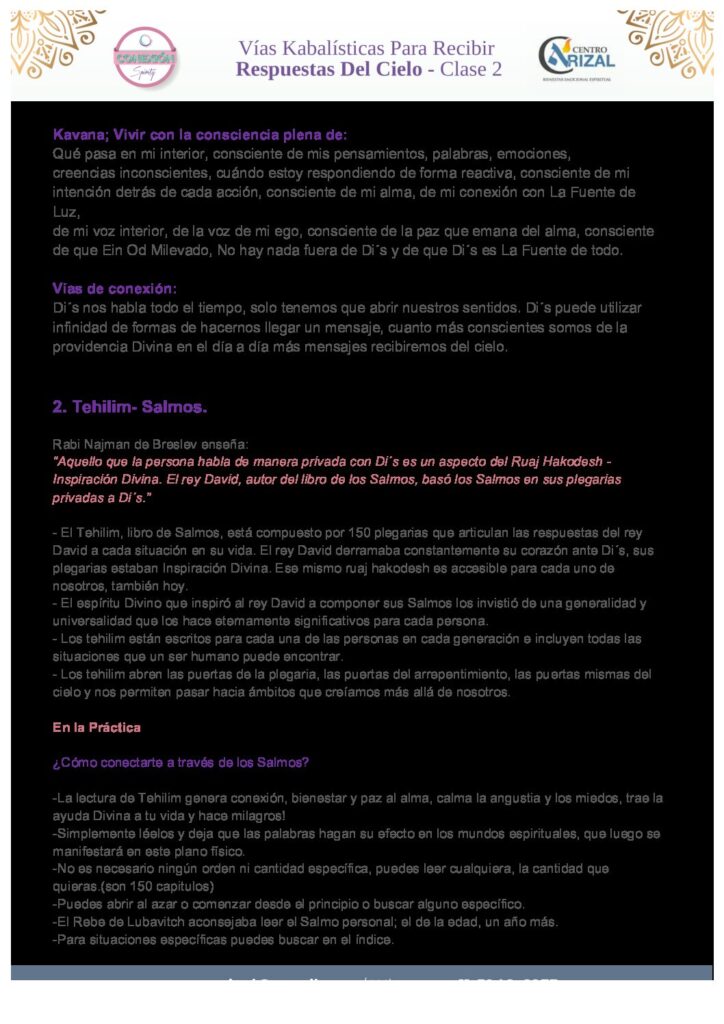 CONEXIÓN
Spirity
Vías Kabalísticas Para Recibir
Respuestas Del Cielo - Clase 2
CENTRO
ARIZAL
BIENESTAR EMOCIONAL ESPIRITUAL
Kavana; Vivir con la consciencia plena de:
Qué pasa en mi interior, consciente de mis pensamientos, palabras, emociones,
creencias inconscientes, cuándo estoy respondiendo de forma reactiva, consciente de mi
intención detrás de cada acción, consciente de mi alma, de mi conexión con La Fuente de
Luz,
de mi voz interior, de la voz de mi ego, consciente de la paz que emana del alma, consciente
de que Ein Od Milevado, No hay nada fuera de Di´s y de que Di´s es La Fuente de todo.
Vías de conexión:
Di´s nos habla todo el tiempo, solo tenemos que abrir nuestros sentidos. Di´s puede utilizar
infinidad de formas de hacernos llegar un mensaje, cuanto más conscientes somos de la
providencia Divina en el día a día más mensajes recibiremos del cielo.
2. Tehilim- Salmos.
Rabi Najman de Breslev enseña:
"Aquello que la persona habla de manera privada con Di´s es un aspecto del Ruaj Hakodesh -
Inspiración Divina. El rey David, autor del libro de los Salmos, basó los Salmos en sus plegarias
privadas a Di´s."
- El Tehilim, libro de Salmos, está compuesto por 150 plegarias que articulan las respuestas del rey
David a cada situación en su vida. El rey David derramaba constantemente su corazón ante Di´s, sus
plegarias estaban Inspiración Divina. Ese mismo ruaj hakodesh es accesible para cada uno de
nosotros, también hoy.
- El espíritu Divino que inspiró al rey David a componer sus Salmos los invistió de una generalidad y
universalidad que los hace eternamente significativos para cada persona.
- Los tehilim están escritos para cada una de las personas en cada generación e incluyen todas las
situaciones que un ser humano puede encontrar.
- Los tehilim abren las puertas de la plegaria, las puertas del arrepentimiento, las puertas mismas del
cielo y nos permiten pasar hacia ámbitos que creíamos más allá de nosotros.
En la Práctica
¿Cómo conectarte a través de los Salmos?
-La lectura de Tehilim genera conexión, bienestar y paz al alma, calma la angustia y los miedos, trae la
ayuda Divina a tu vida y hace milagros!
-Simplemente léelos y deja que las palabras hagan su efecto en los mundos espirituales, que luego se
manifestará en este plano físico.
-No es necesario ningún orden ni cantidad específica, puedes leer cualquiera, la cantidad que
quieras.(son 150 capitulos)
-Puedes abrir al azar o comenzar desde el principio o buscar alguno específico.
-El Rebe de Lubavitch aconsejaba leer el Salmo personal; el de la edad, un año más.
-Para situaciones específicas puedes buscar en el índice.